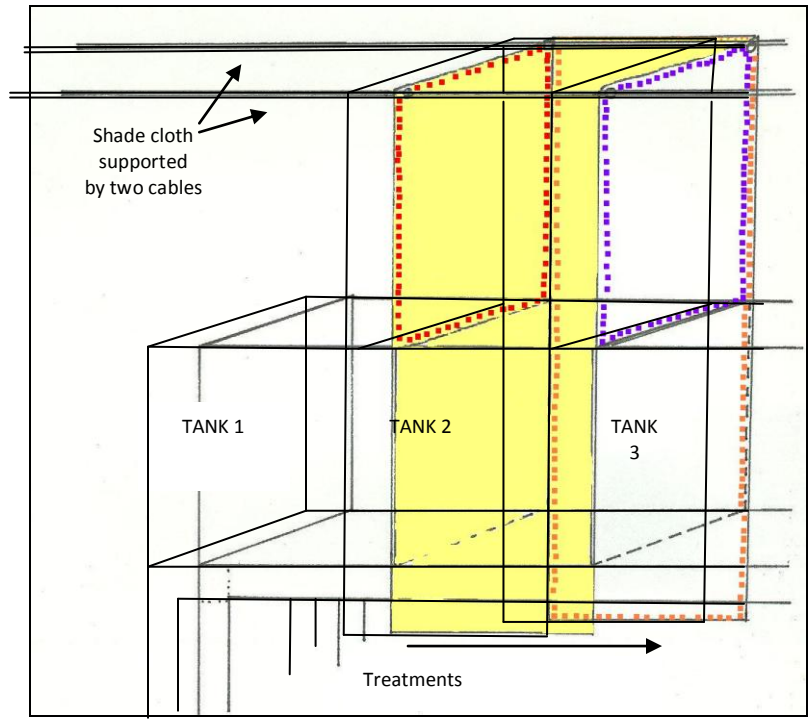 Shade cloth
supported
by two cables
TANK 1
TANK 2
TANK
3
Treatments